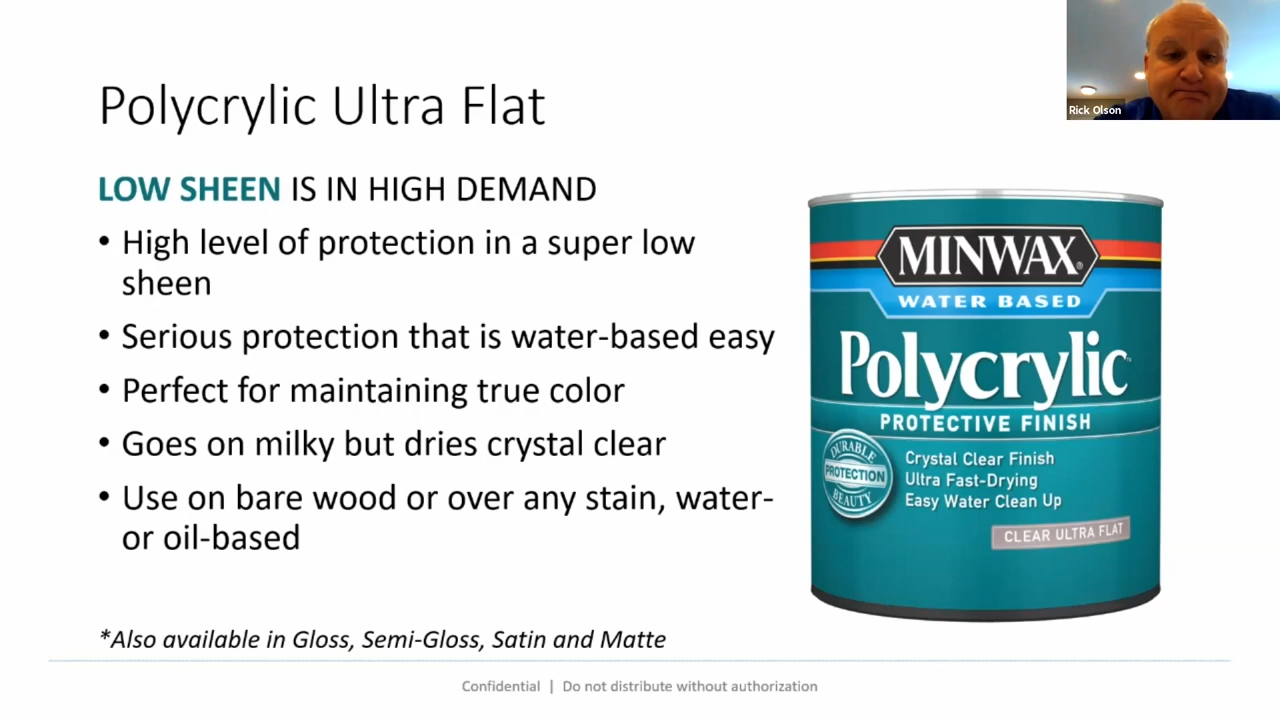 Rick Olson
Polycrylic Ultra Flat
LOW SHEEN IS IN HIGH DEMAND
• High level of protection in a super low
sheen
• Serious protection that is water-based easy
• Perfect for maintaining true color
• Goes on milky but dries crystal clear
• Use on bare wood or over any stain, water-
or oil-based
*Also available in Gloss, Semi-Gloss, Satin and Matte
MINWAX®
WATER BASED
Polycrylic™
PROTECTIVE FINISH
DURABLE
PROTECTION
BEAUTY
Crystal Clear Finish
Ultra Fast-Drying
Easy Water Clean Up
CLEAR ULTRA FLAT
Confidential | Do not distribute without authorization